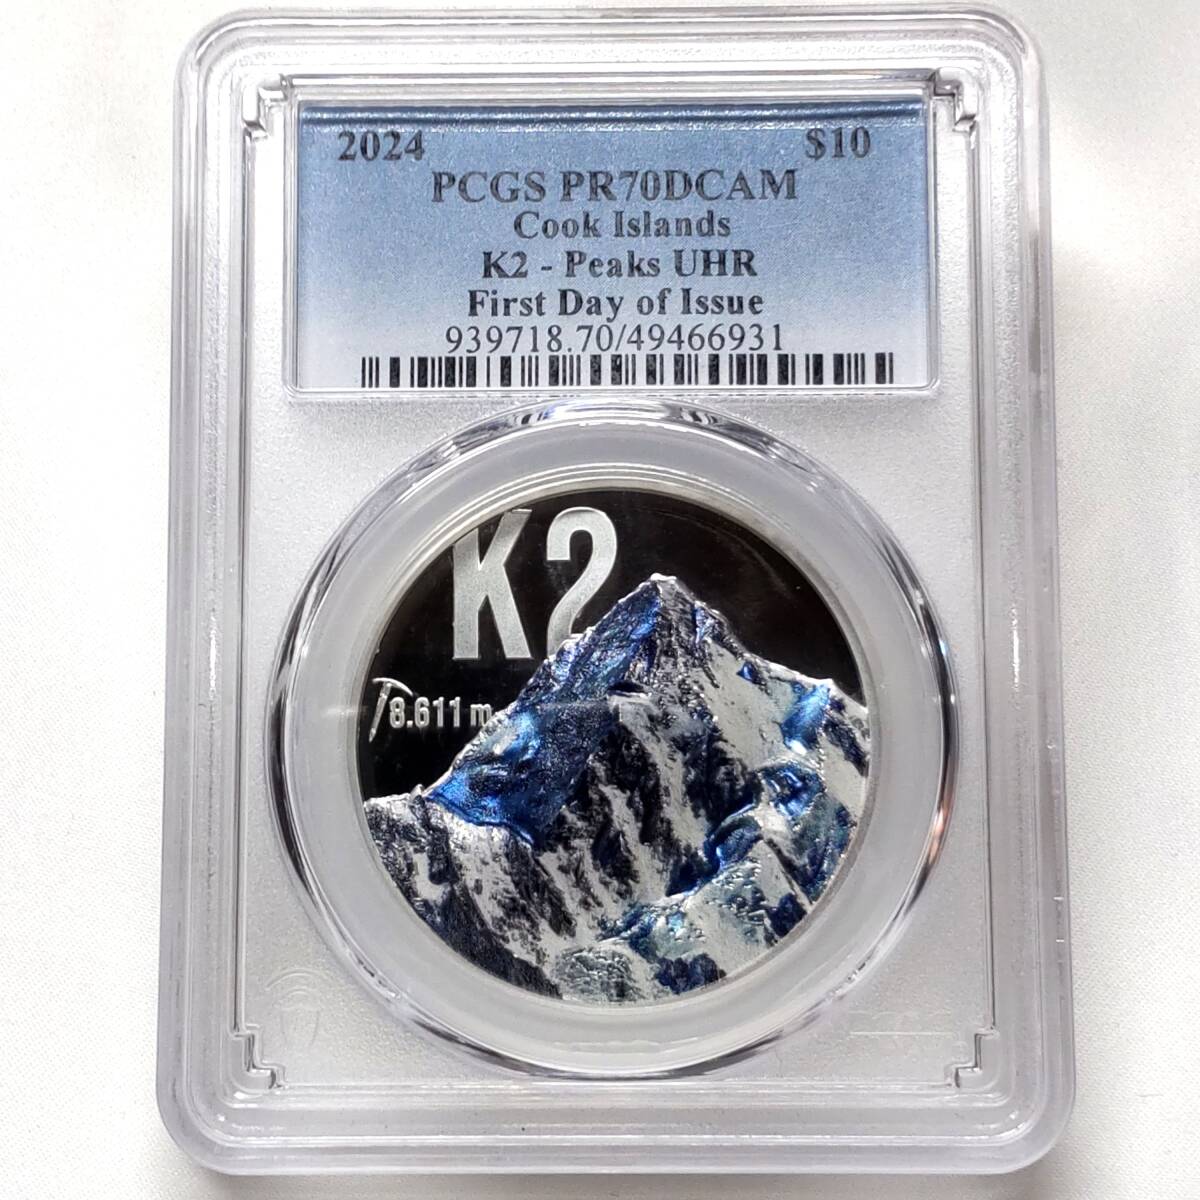 2024 $10
PCGS PR70DCAM
Cook Islands
K2 - Peaks UHR
First Day of Issue
939718.70/49466931
K2
8.611 m